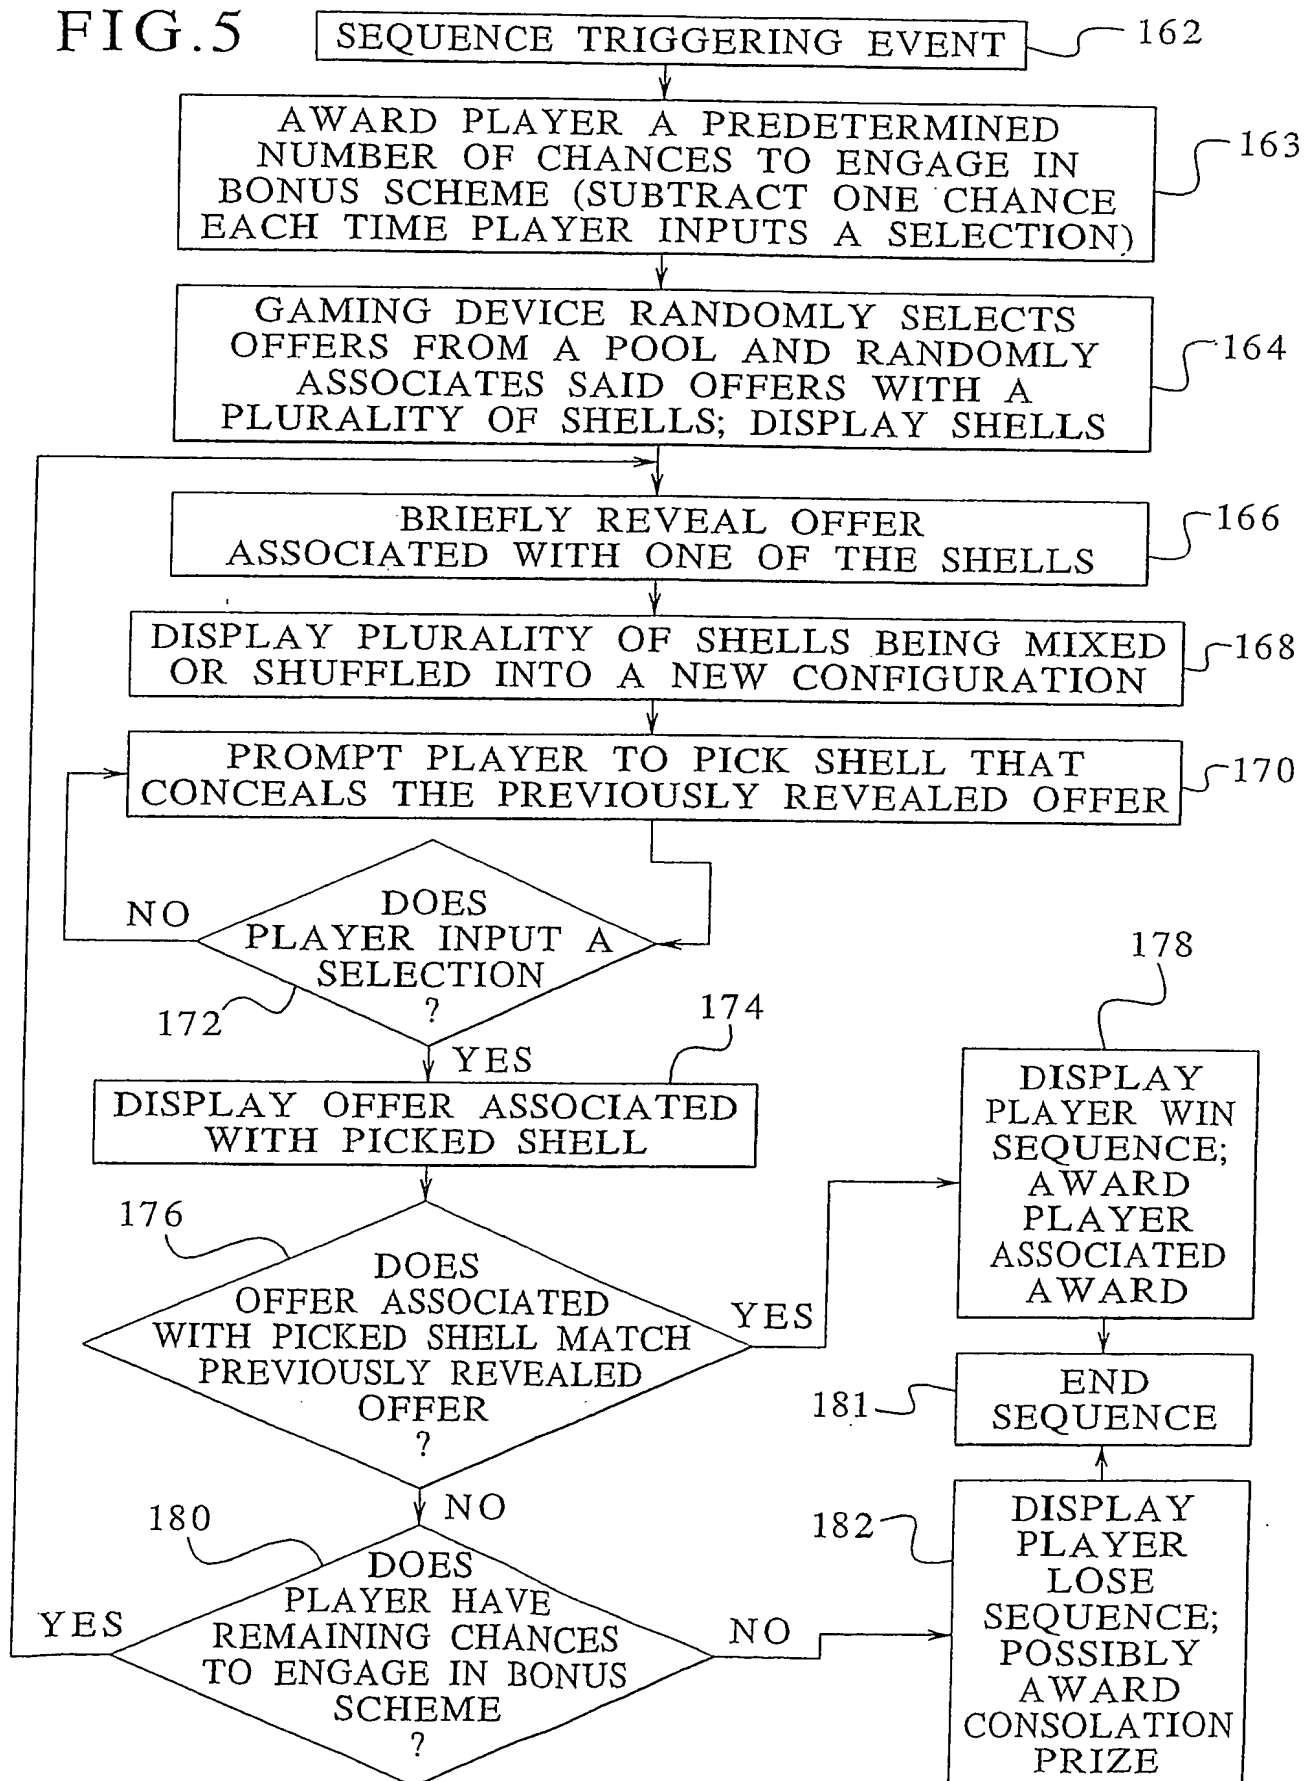 FIG.5
SEQUENCE TRIGGERING EVENT
162
AWARD PLAYER A PREDETERMINED
NUMBER OF CHANCES TO ENGAGE IN
BONUS SCHEME (SUBTRACT ONE CHANCE
EACH TIME PLAYER INPUTS A SELECTION)
163
GAMING DEVICE RANDOMLY SELECTS
OFFERS FROM A POOL AND RANDOMLY
ASSOCIATES SAID OFFERS WITH A
PLURALITY OF SHELLS; DISPLAY SHELLS
164
BRIEFLY REVEAL OFFER
ASSOCIATED WITH ONE OF THE SHELLS
166
DISPLAY PLURALITY OF SHELLS BEING MIXED
OR SHUFFLED INTO A NEW CONFIGURATION
168
PROMPT PLAYER TO PICK SHELL THAT
CONCEALS THE PREVIOUSLY REVEALED OFFER
170
NO
DOES
PLAYER INPUT A
SELECTION
?
172
YES
174
DISPLAY OFFER ASSOCIATED
WITH PICKED SHELL
176
DOES
OFFER ASSOCIATED
WITH PICKED SHELL MATCH
PREVIOUSLY REVEALED
OFFER
?
YES
178
DISPLAY
PLAYER WIN
SEQUENCE;
AWARD
PLAYER
ASSOCIATED
AWARD
181
END
SEQUENCE
NO
180
DOES
PLAYER HAVE
REMAINING CHANCES
TO ENGAGE IN BONUS
SCHEME
?
YES
NO
182
DISPLAY
PLAYER
LOSE
SEQUENCE;
POSSIBLY
AWARD
CONSOLATION
PRIZE